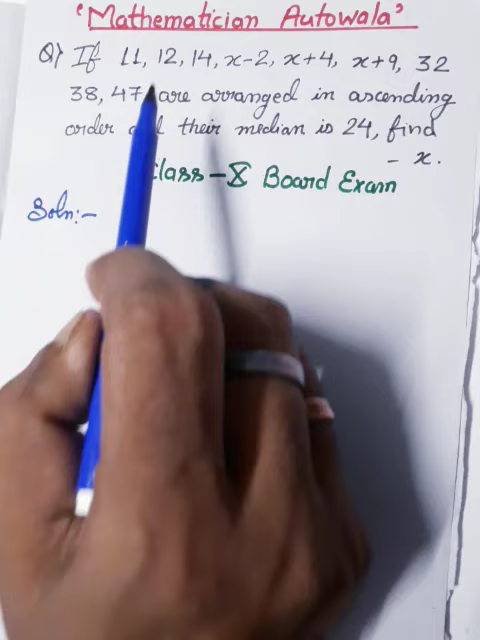 'Mathematician Autowala'
Q) If 11, 12, 14, x-2, x+4, x+9, 32
38, 47 are arranged in ascending
order their median is 24, find
- x.
Class -X Board Exam
Soln:-